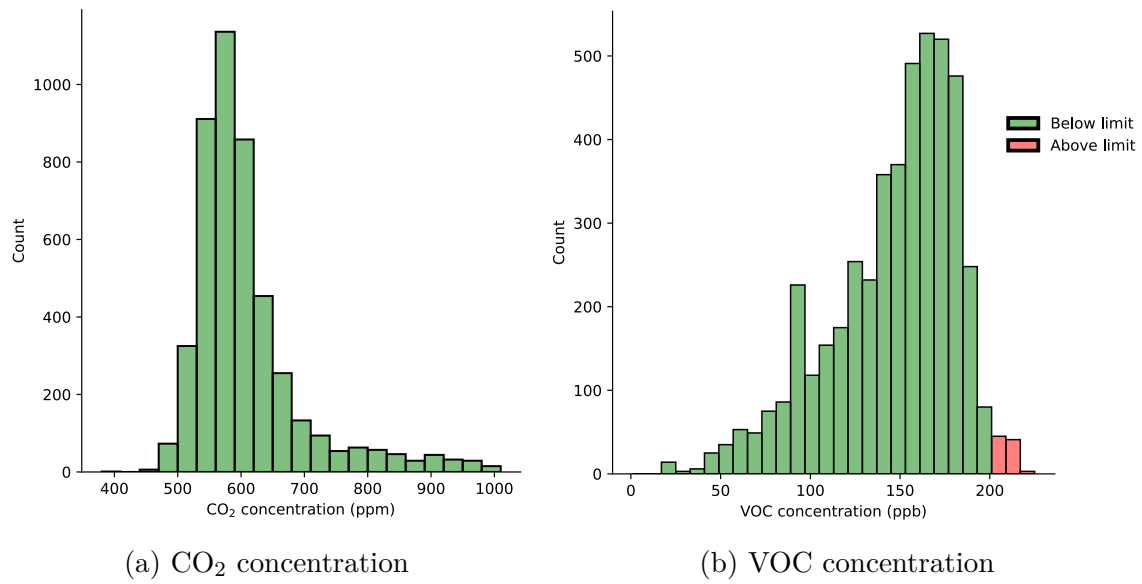 1000
800
600
400
200
0
Count
400 500 600 700 800 900 1000
CO₂ concentration (ppm)
(a) CO₂ concentration
500
400
300
200
100
0
Count
0 50 100 150 200
VOC concentration (ppb)
Below limit
Above limit
(b) VOC concentration